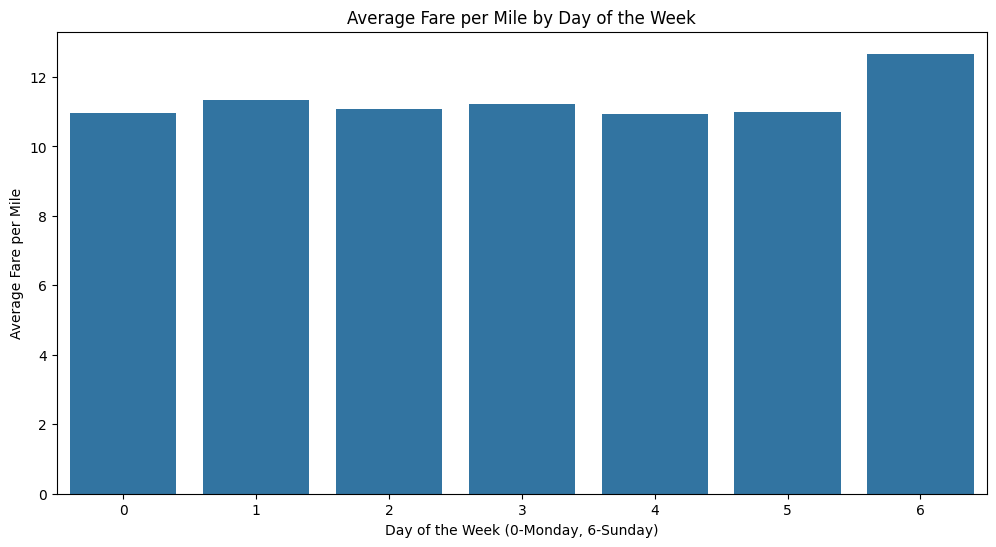 Average Fare per Mile by Day of the Week
Average Fare per Mile
12
10
8
6
4
2
0
0 1 2 3 4 5 6
Day of the Week (0-Monday, 6-Sunday)